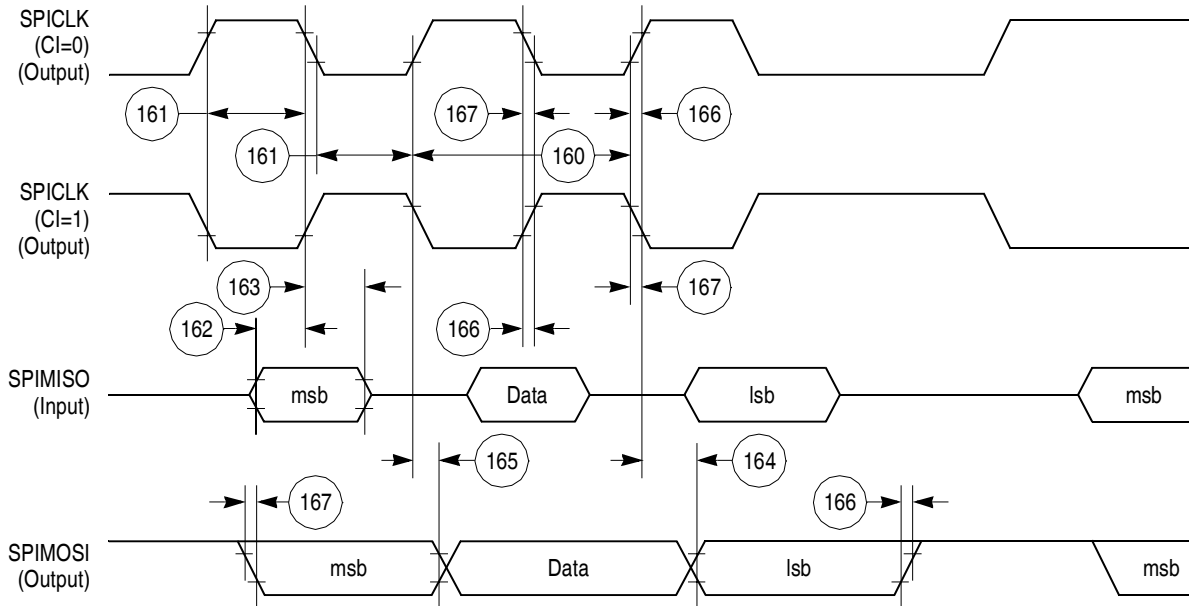 SPICLK
(CI=0)
(Output)
161
167
166
161
160
SPICLK
(CI=1)
(Output)
163
167
162
166
SPIMISO
(Input)
msb
Data
lsb
msb
165
164
167
166
SPIMOSI
(Output)
msb
Data
lsb
msb